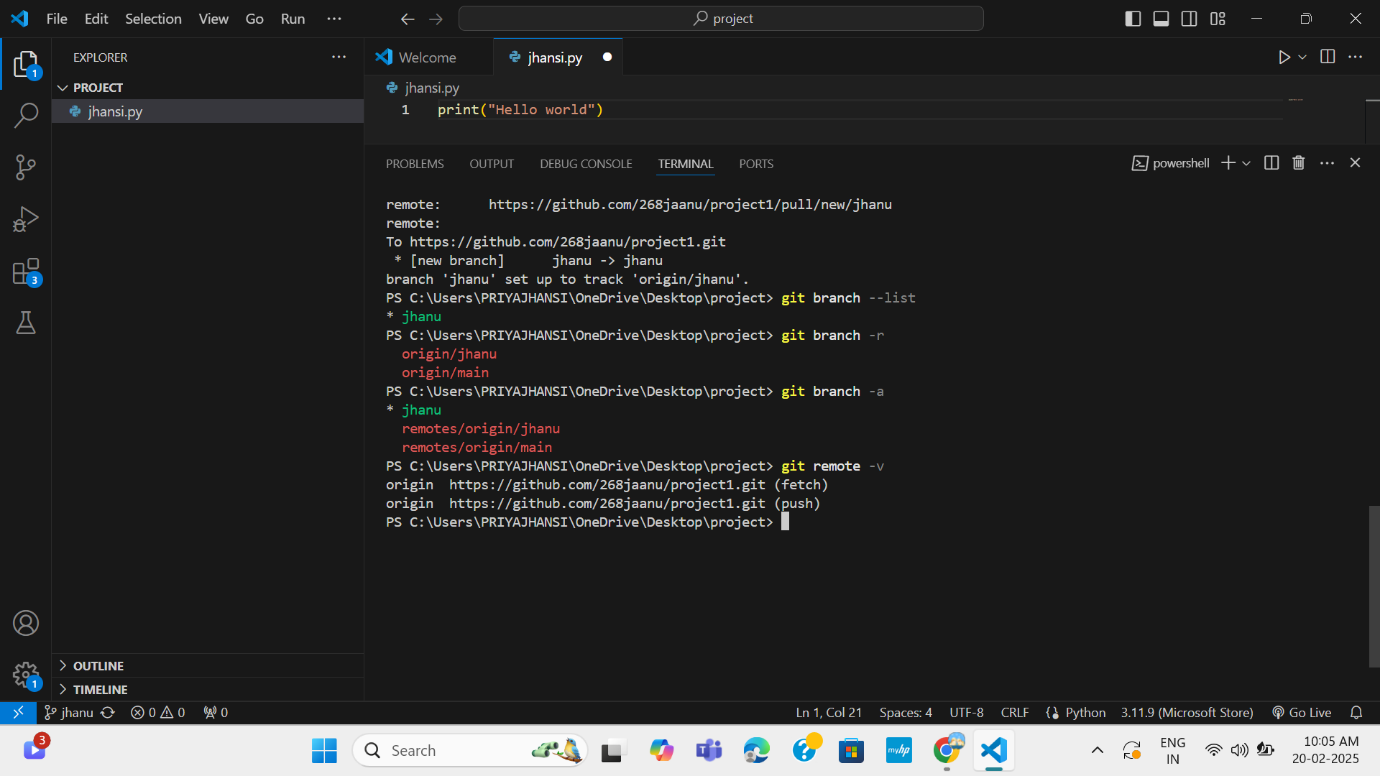 File Edit Selection View Go Run ··· project
EXPLORER ···
PROJECT
jhansi.py
Welcome jhansi.py
jhansi.py
1 print("Hello world")
PROBLEMS OUTPUT DEBUG CONSOLE TERMINAL PORTS powershell
remote:      https://github.com/268jaanu/project1/pull/new/jhanu
remote:
To https://github.com/268jaanu/project1.git
 * [new branch]      jhanu -> jhanu
branch 'jhanu' set up to track 'origin/jhanu'.
PS C:\Users\PRIYAJHANSI\OneDrive\Desktop\project> git branch --list
* jhanu
PS C:\Users\PRIYAJHANSI\OneDrive\Desktop\project> git branch -r
  origin/jhanu
  origin/main
PS C:\Users\PRIYAJHANSI\OneDrive\Desktop\project> git branch -a
* jhanu
  remotes/origin/jhanu
  remotes/origin/main
PS C:\Users\PRIYAJHANSI\OneDrive\Desktop\project> git remote -v
origin  https://github.com/268jaanu/project1.git (fetch)
origin  https://github.com/268jaanu/project1.git (push)
PS C:\Users\PRIYAJHANSI\OneDrive\Desktop\project>
1
3
1
OUTLINE
TIMELINE
jhanu 0 0 0 Ln 1, Col 21 Spaces: 4 UTF-8 CRLF Python 3.11.9 (Microsoft Store) Go Live
3 Search myhp ENG IN 10:05 AM
20-02-2025